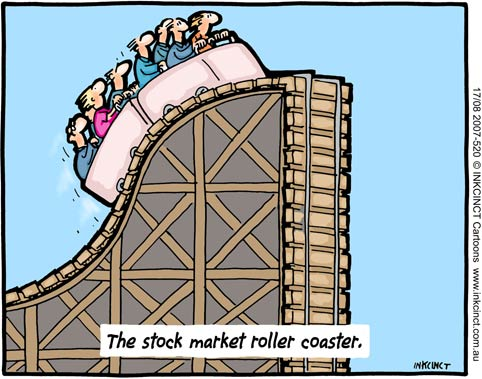 The stock market roller coaster.
INKCINCT
17/08 2007-520 © INKCINCT Cartoons www.inkcinct.com.au